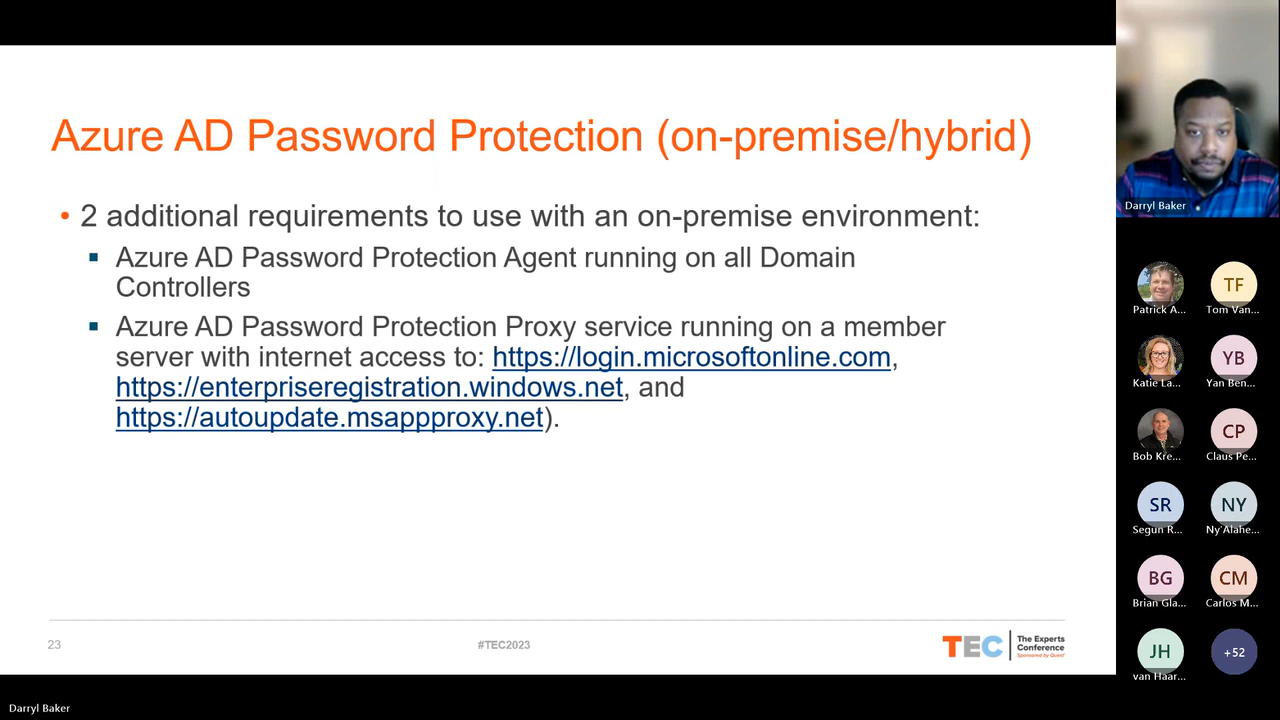 Azure AD Password Protection (on-premise/hybrid)
• 2 additional requirements to use with an on-premise environment:
▪ Azure AD Password Protection Agent running on all Domain
Controllers
▪ Azure AD Password Protection Proxy service running on a member
server with internet access to: https://login.microsoftonline.com,
https://enterpriseregistration.windows.net, and
https://autoupdate.msappproxy.net).
23
#TEC2023
TEC
The Experts
Conference
Sponsored by Quest
Darryl Baker
Patrick A...
TF
Tom Van...
Katie La...
YB
Yan Ben...
Bob Kre...
CP
Claus Pe...
SR
Segun R...
NY
Ny'Alahe...
BG
Brian Gla...
CM
Carlos M...
JH
van Haar...
+52
Darryl Baker